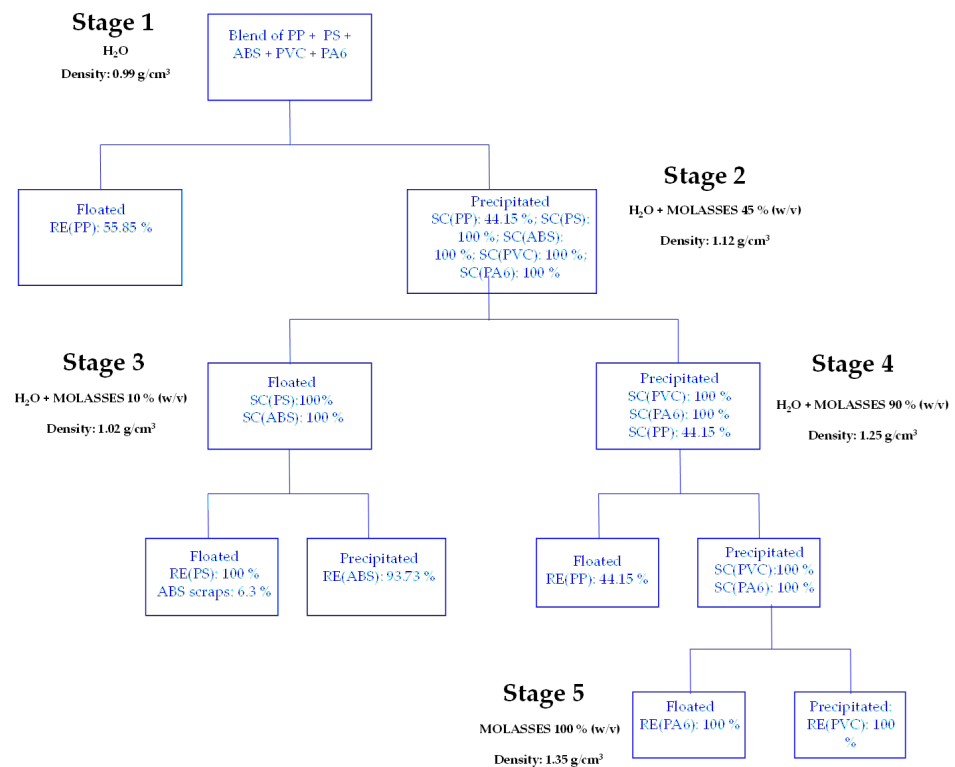 Stage 1
H₂O
Density: 0.99 g/cm³
Blend of PP + PS +
ABS + PVC + PA6
Floated
RE(PP): 55.85 %
Precipitated
SC(PP): 44.15 %; SC(PS):
100 %; SC(ABS):
100 %; SC(PVC): 100 %;
SC(PA6): 100 %
Stage 2
H₂O + MOLASSES 45 % (w/v)
Density: 1.12 g/cm³
Stage 3
H₂O + MOLASSES 10 % (w/v)
Density: 1.02 g/cm³
Floated
SC(PS):100%
SC(ABS): 100 %
Precipitated
SC(PVC): 100 %
SC(PA6): 100 %
SC(PP): 44.15 %
Stage 4
H₂O + MOLASSES 90 % (w/v)
Density: 1.25 g/cm³
Floated
RE(PS): 100 %
ABS scraps: 6.3 %
Precipitated
RE(ABS): 93.73 %
Floated
RE(PP): 44.15 %
Precipitated
SC(PVC):100 %
SC(PA6): 100 %
Stage 5
MOLASSES 100 % (w/v)
Density: 1.35 g/cm³
Floated
RE(PA6): 100 %
Precipitated:
RE(PVC): 100
%